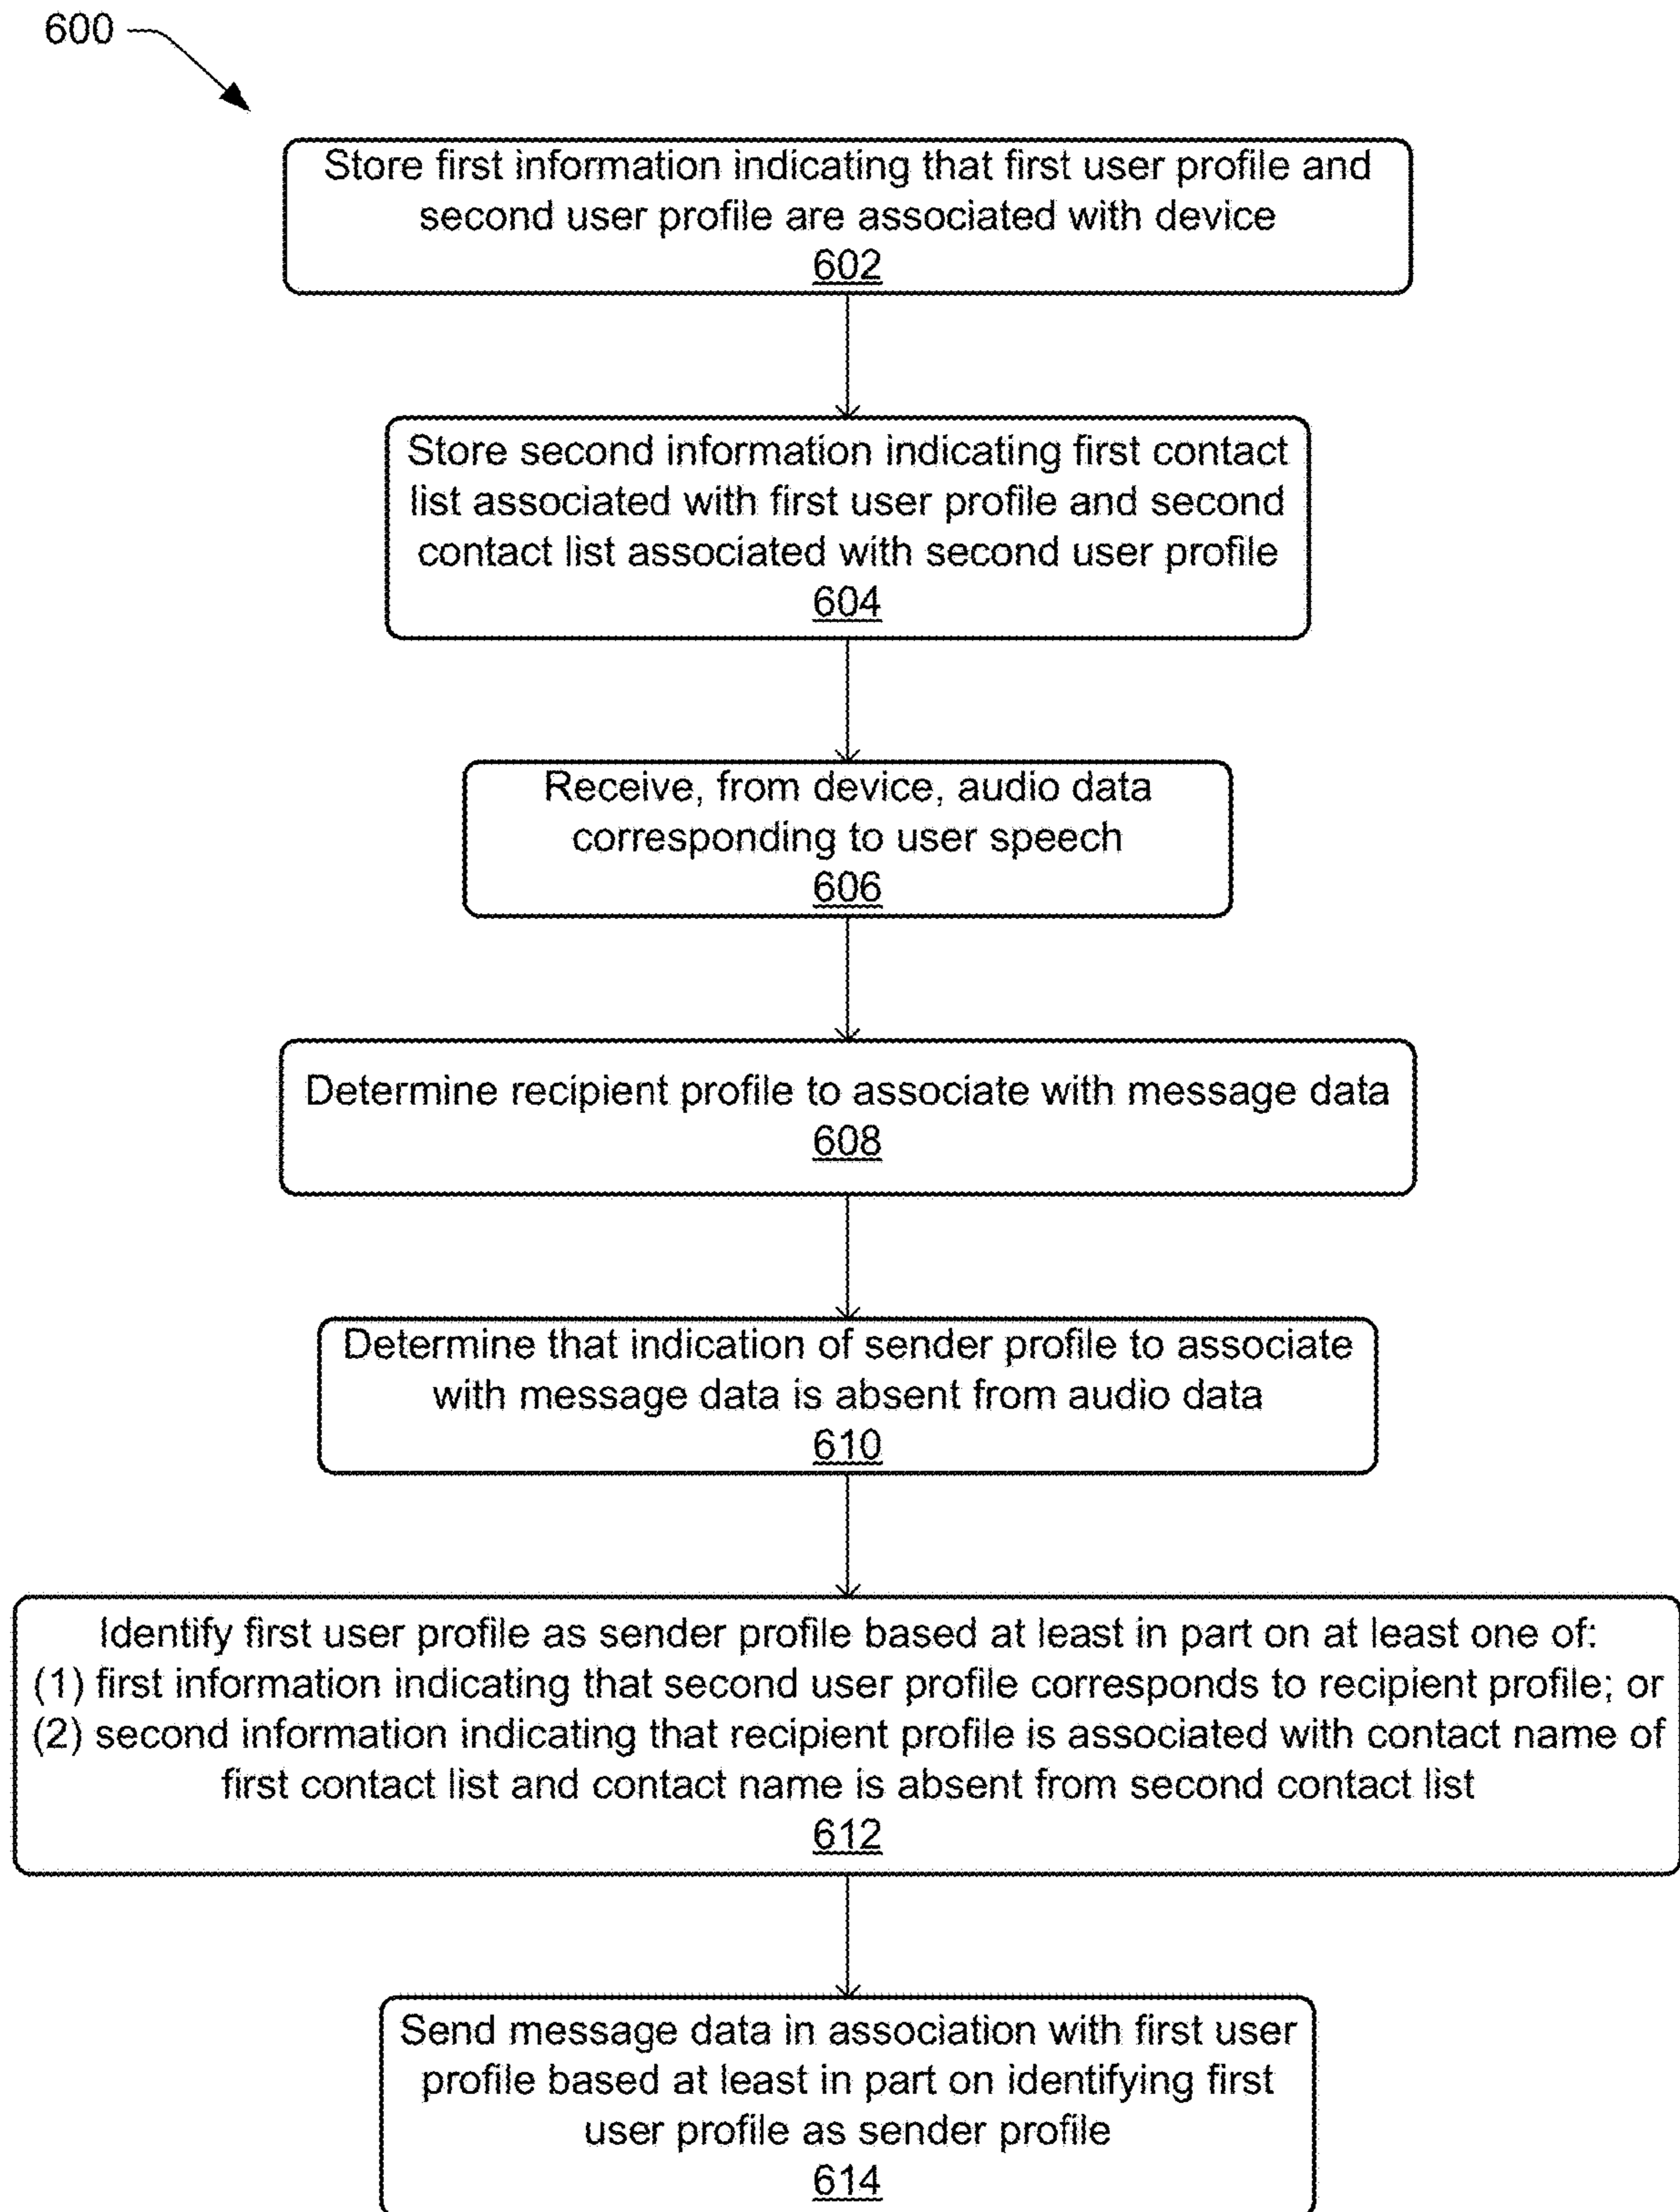 600
Store first information indicating that first user profile and
second user profile are associated with device
602
Store second information indicating first contact
list associated with first user profile and second
contact list associated with second user profile
604
Receive, from device, audio data
corresponding to user speech
606
Determine recipient profile to associate with message data
608
Determine that indication of sender profile to associate
with message data is absent from audio data
610
Identify first user profile as sender profile based at least in part on at least one of:
(1) first information indicating that second user profile corresponds to recipient profile; or
(2) second information indicating that recipient profile is associated with contact name of
first contact list and contact name is absent from second contact list
612
Send message data in association with first user
profile based at least in part on identifying first
user profile as sender profile
614